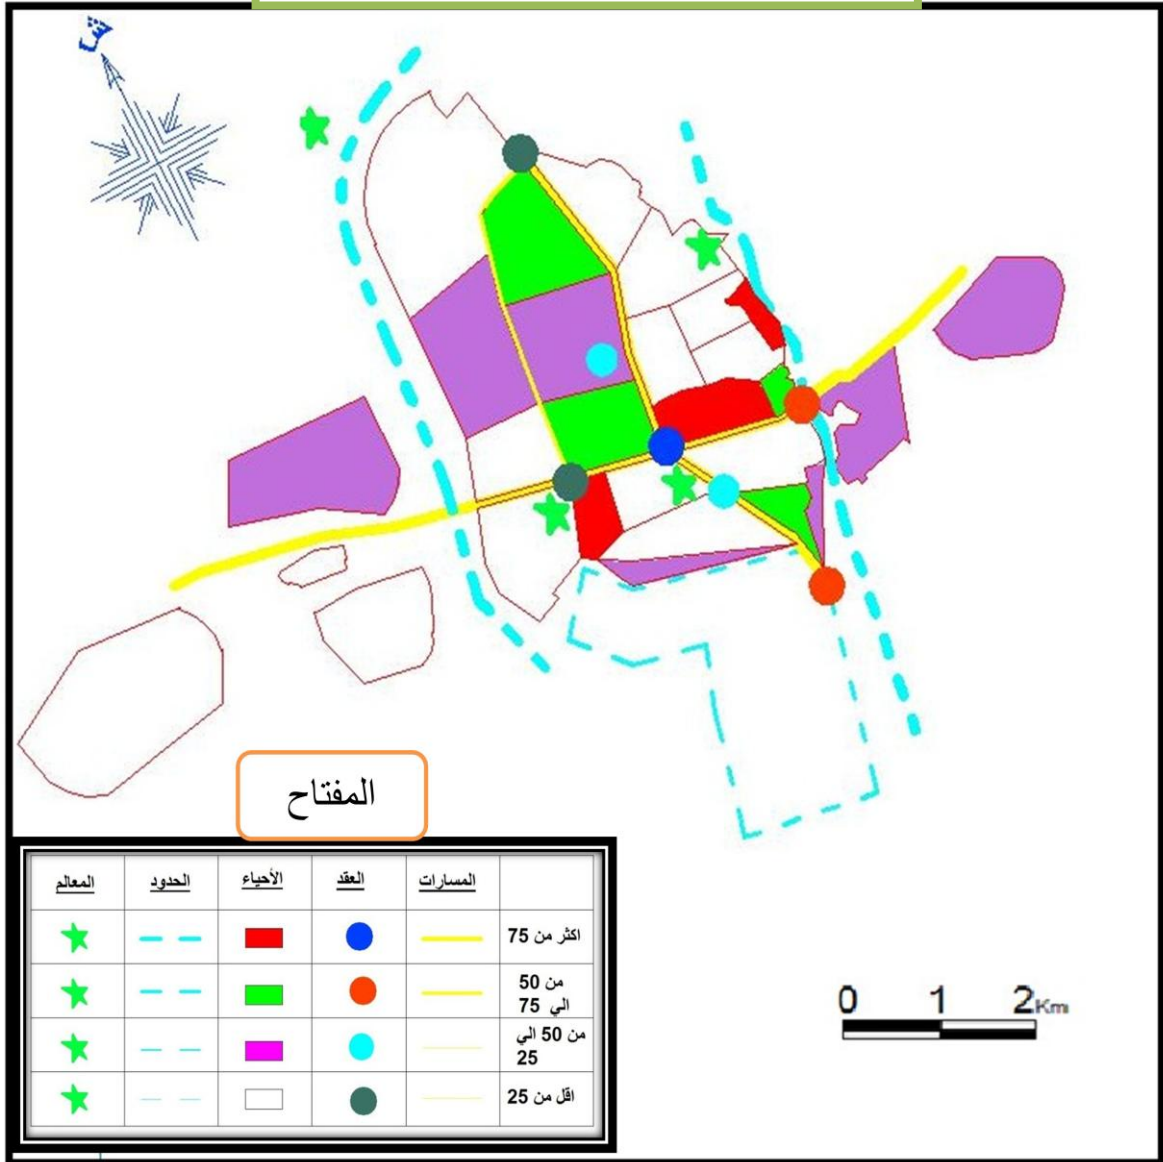 ش
المفتاح
المسارات العقد الأحياء الحدود المعالم
اكثر من 75
من 50
الي 75
من 50 الي
25
اقل من 25
0 1 2Km